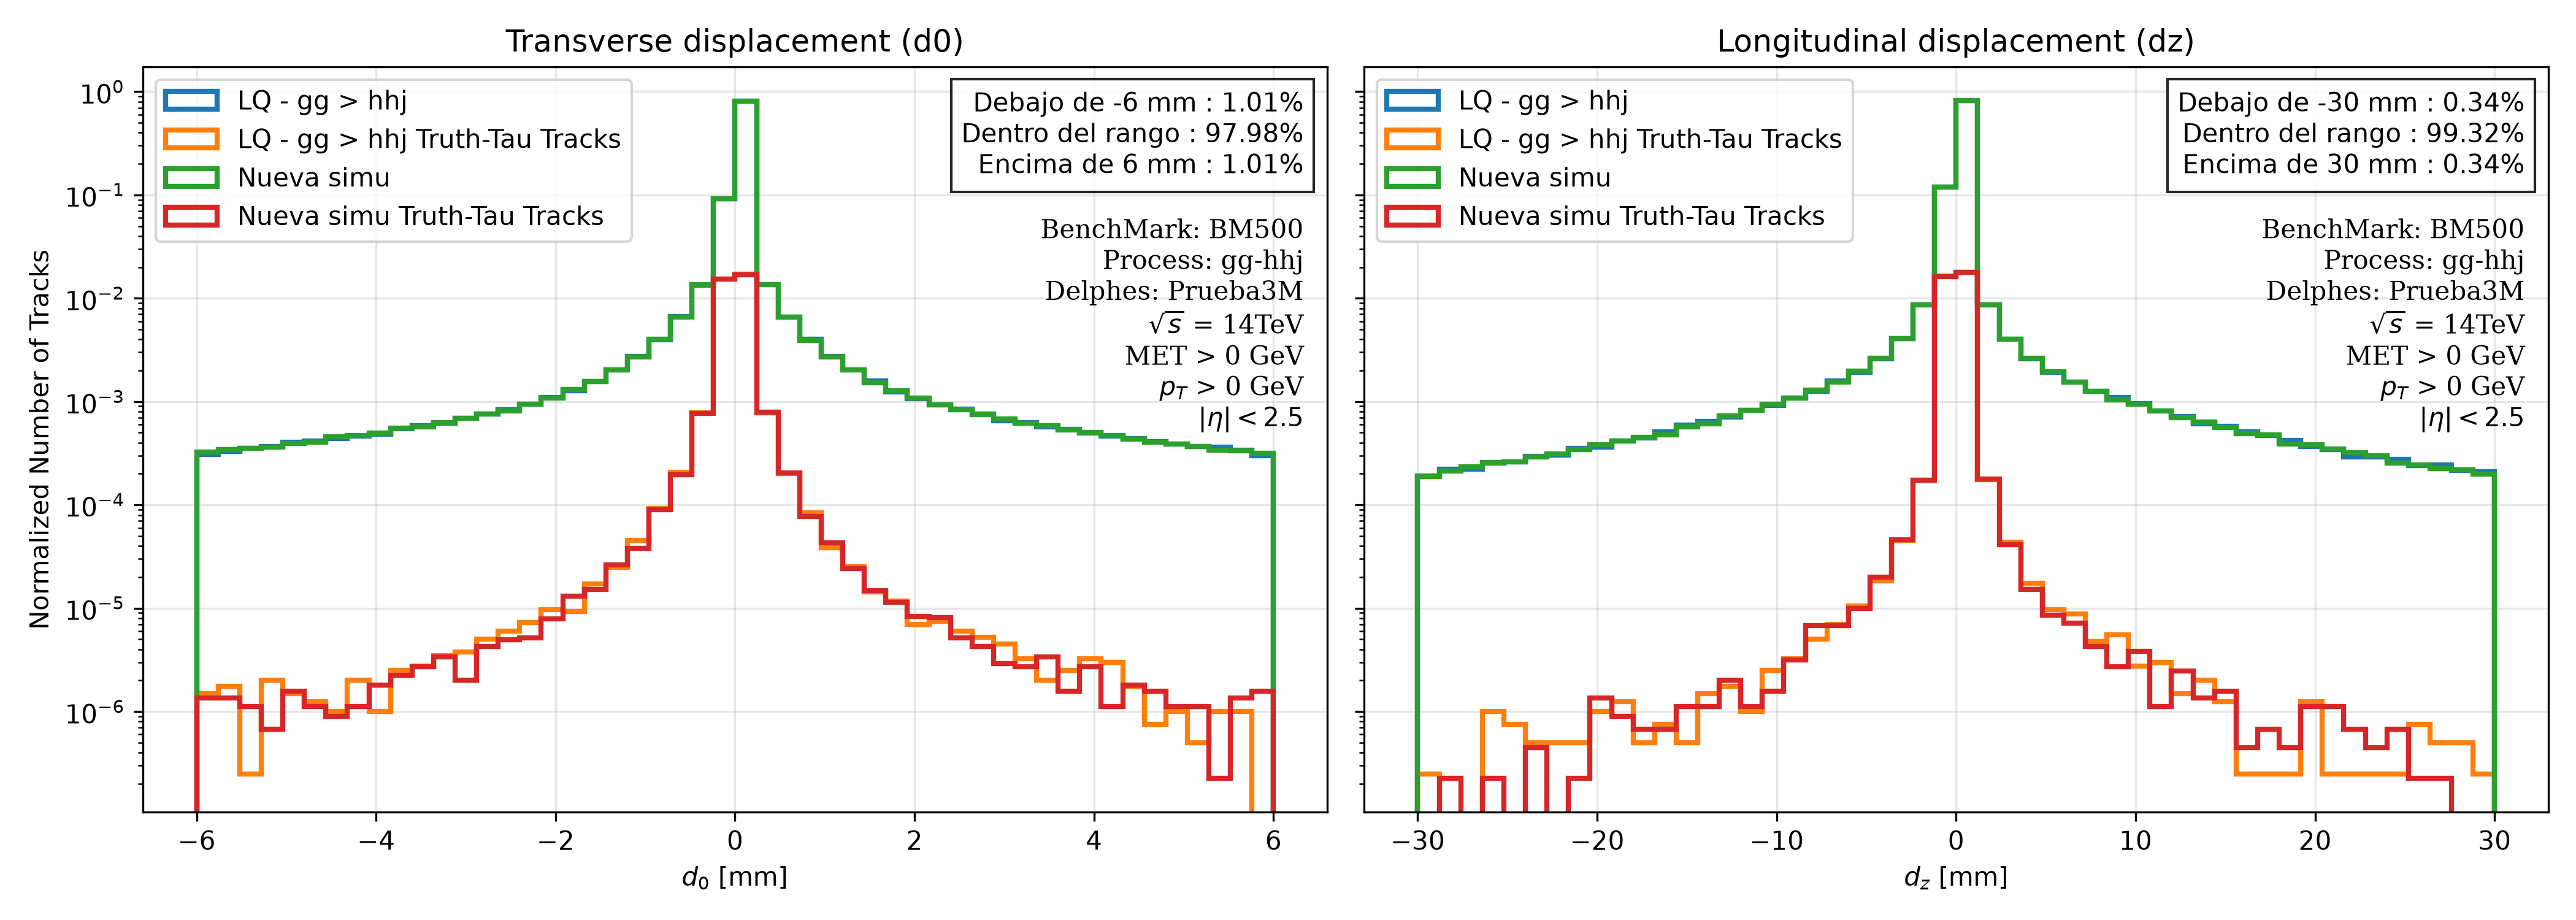 Transverse displacement (d0)
LQ - gg > hhj
LQ - gg > hhj Truth-Tau Tracks
Nueva simu
Nueva simu Truth-Tau Tracks
Debajo de -6 mm : 1.01%
Dentro del rango : 97.98%
Encima de 6 mm : 1.01%
BenchMark: BM500
Process: gg-hhj
Delphes: Prueba3M
√s = 14TeV
MET > 0 GeV
p_T > 0 GeV
|η| < 2.5
Normalized Number of Tracks
10⁰
10⁻¹
10⁻²
10⁻³
10⁻⁴
10⁻⁵
10⁻⁶
−6 −4 −2 0 2 4 6
d₀ [mm]
Longitudinal displacement (dz)
LQ - gg > hhj
LQ - gg > hhj Truth-Tau Tracks
Nueva simu
Nueva simu Truth-Tau Tracks
Debajo de -30 mm : 0.34%
Dentro del rango : 99.32%
Encima de 30 mm : 0.34%
BenchMark: BM500
Process: gg-hhj
Delphes: Prueba3M
√s = 14TeV
MET > 0 GeV
p_T > 0 GeV
|η| < 2.5
−30 −20 −10 0 10 20 30
d_z [mm]